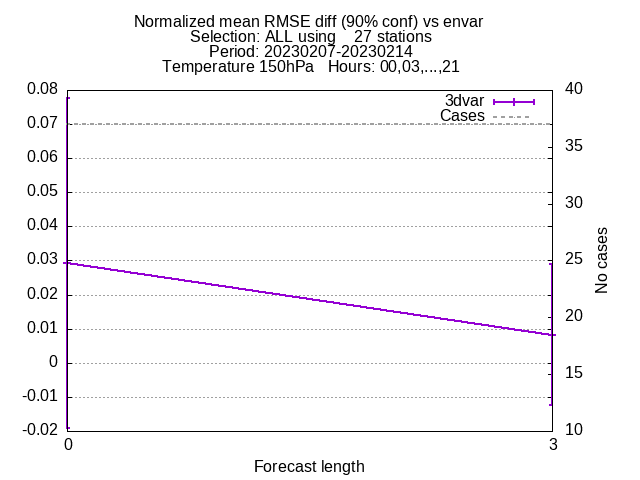 Normalized mean RMSE diff (90% conf) vs envar
Selection: ALL using    27 stations
Period: 20230207-20230214
Temperature 150hPa   Hours: 00,03,...,21
3dvar
Cases
0.08
0.07
0.06
0.05
0.04
0.03
0.02
0.01
0
-0.01
-0.02
40
35
30
25
20
15
10
No cases
0
3
Forecast length